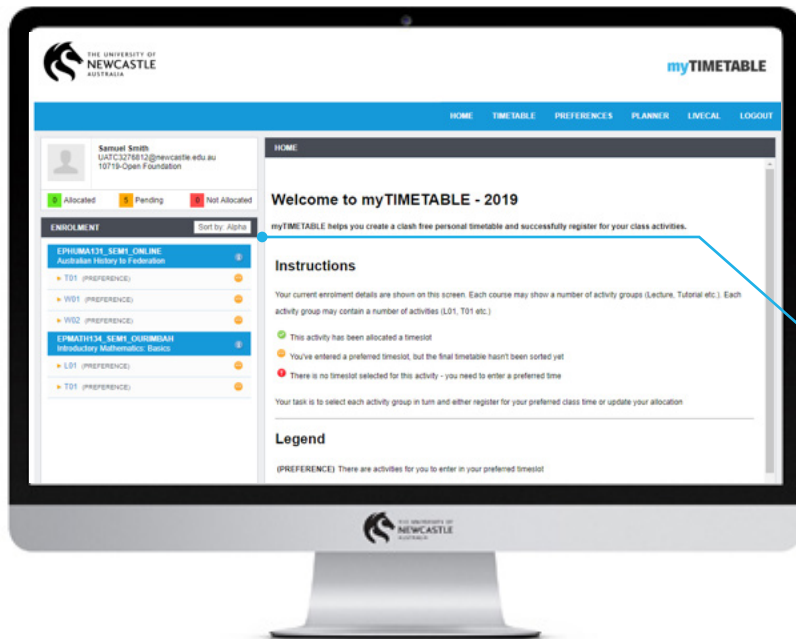 THE UNIVERSITY OF
NEWCASTLE
AUSTRALIA
myTIMETABLE
HOME TIMETABLE PREFERENCES PLANNER LIVECAL LOGOUT
Samuel Smith
UATC3276812@newcastle.edu.au
10719-Open Foundation
0 Allocated 5 Pending 0 Not Allocated
ENROLMENT Sort by: Alpha
EPHUMA131_SEM1_ONLINE
Australian History to Federation
T01 (PREFERENCE)
W01 (PREFERENCE)
W02 (PREFERENCE)
EPMATH134_SEM1_OURIMBAH
Introductory Mathematics: Basics
L01 (PREFERENCE)
T01 (PREFERENCE)
HOME
Welcome to myTIMETABLE - 2019
myTIMETABLE helps you create a clash free personal timetable and successfully register for your class activities.
Instructions
Your current enrolment details are shown on this screen. Each course may show a number of activity groups (Lecture, Tutorial etc.). Each
activity group may contain a number of activities (L01, T01 etc.)
This activity has been allocated a timeslot
You've entered a preferred timeslot, but the final timetable hasn't been sorted yet
There is no timeslot selected for this activity - you need to enter a preferred time
Your task is to select each activity group in turn and either register for your preferred class time or update your allocation
Legend
(PREFERENCE) There are activities for you to enter in your preferred timeslot
THE UNIVERSITY OF
NEWCASTLE
AUSTRALIA